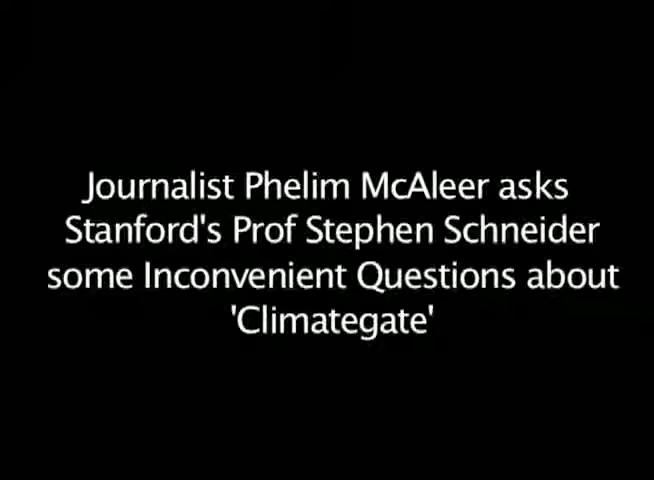 Journalist Phelim McAleer asks
Stanford's Prof Stephen Schneider
some Inconvenient Questions about
'Climategate'